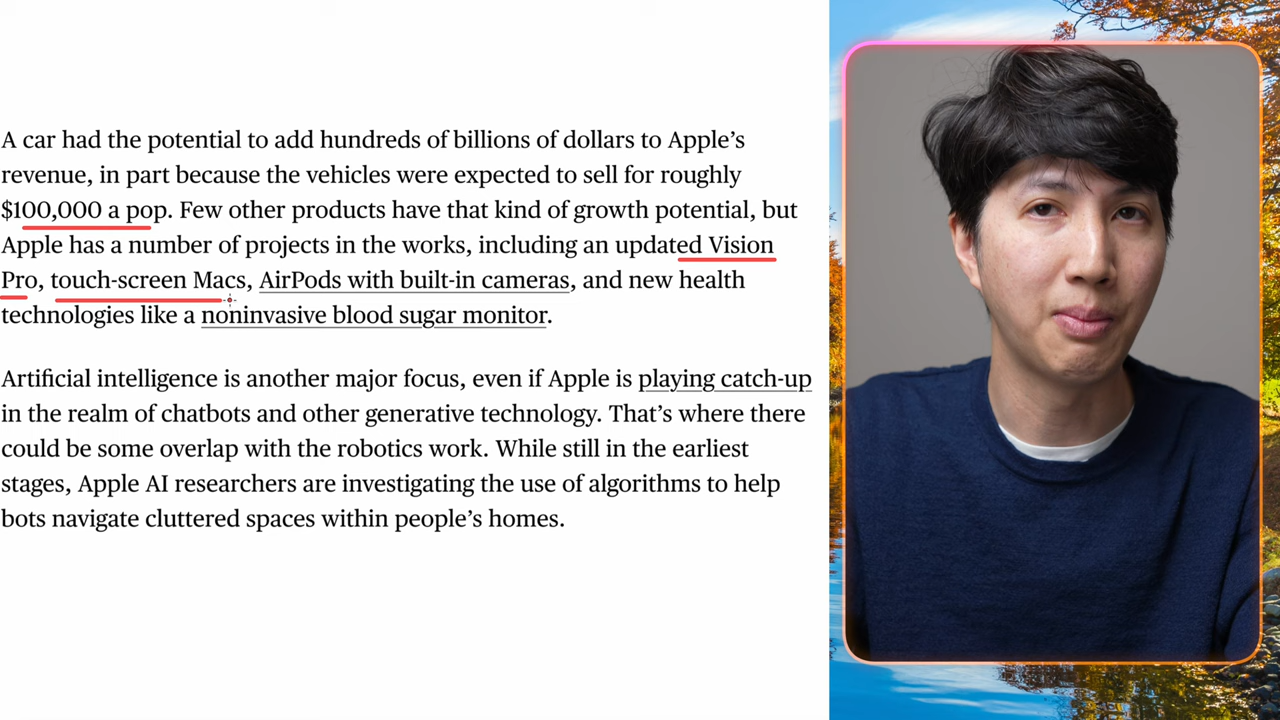 A car had the potential to add hundreds of billions of dollars to Apple’s
revenue, in part because the vehicles were expected to sell for roughly
$100,000 a pop. Few other products have that kind of growth potential, but
Apple has a number of projects in the works, including an updated Vision
Pro, touch-screen Macs, AirPods with built-in cameras, and new health
technologies like a noninvasive blood sugar monitor.
Artificial intelligence is another major focus, even if Apple is playing catch-up
in the realm of chatbots and other generative technology. That’s where there
could be some overlap with the robotics work. While still in the earliest
stages, Apple AI researchers are investigating the use of algorithms to help
bots navigate cluttered spaces within people’s homes.